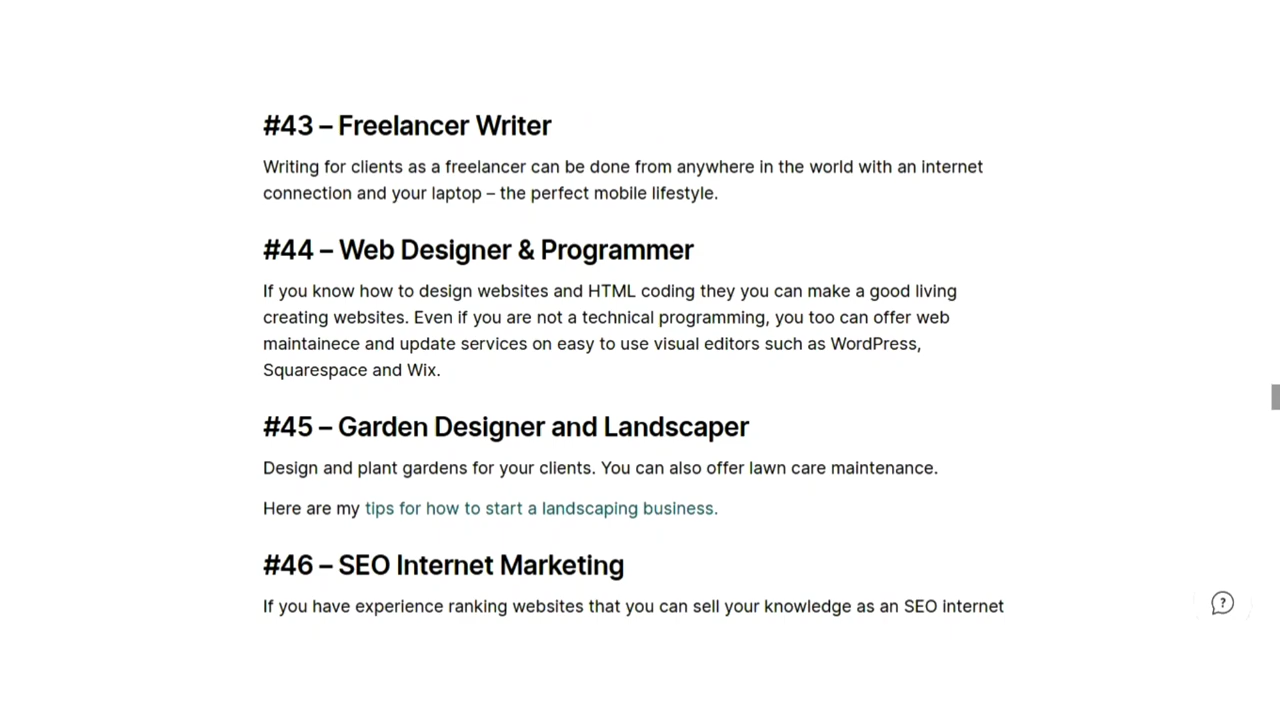 #43 – Freelancer Writer
Writing for clients as a freelancer can be done from anywhere in the world with an internet
connection and your laptop – the perfect mobile lifestyle.
#44 – Web Designer & Programmer
If you know how to design websites and HTML coding they you can make a good living
creating websites. Even if you are not a technical programming, you too can offer web
maintainece and update services on easy to use visual editors such as WordPress,
Squarespace and Wix.
#45 – Garden Designer and Landscaper
Design and plant gardens for your clients. You can also offer lawn care maintenance.
Here are my tips for how to start a landscaping business.
#46 – SEO Internet Marketing
If you have experience ranking websites that you can sell your knowledge as an SEO internet
?